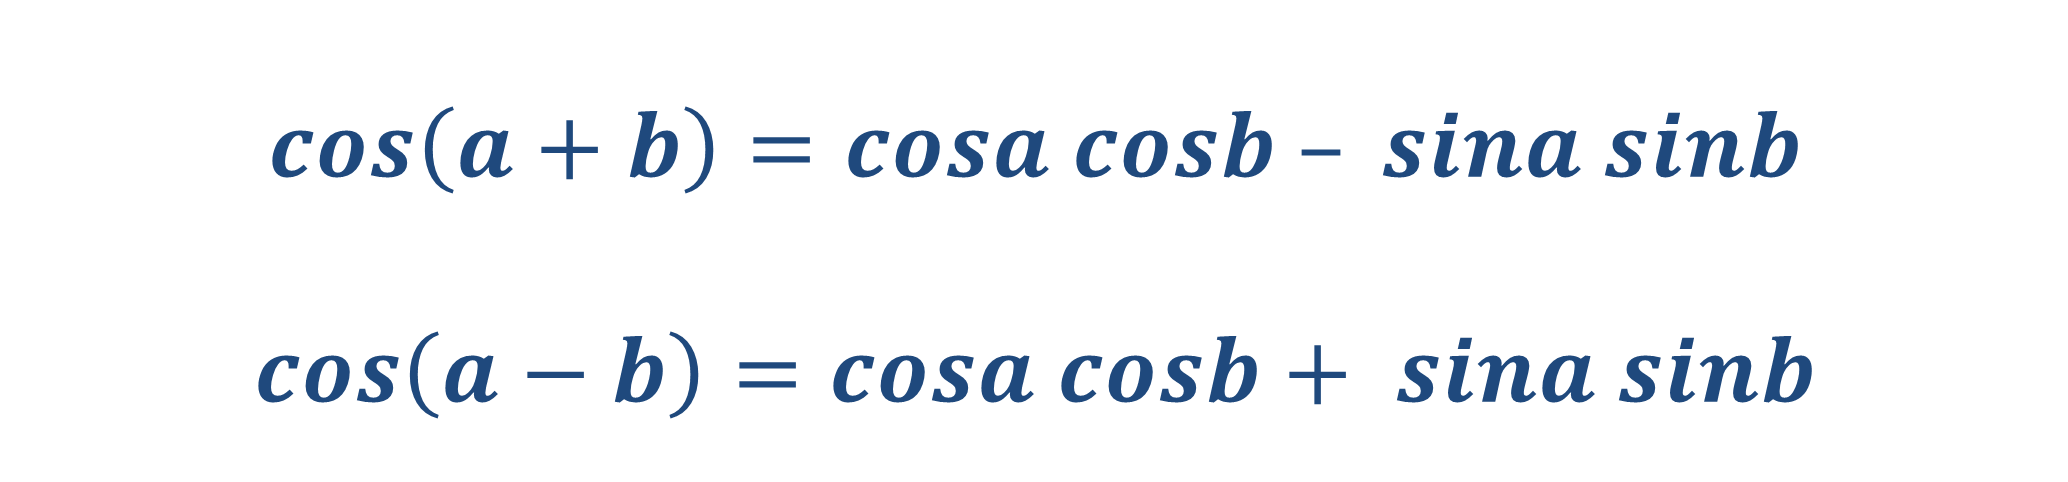 cos(a + b) = cosa cosb – sina sinb
cos(a − b) = cosa cosb + sina sinb